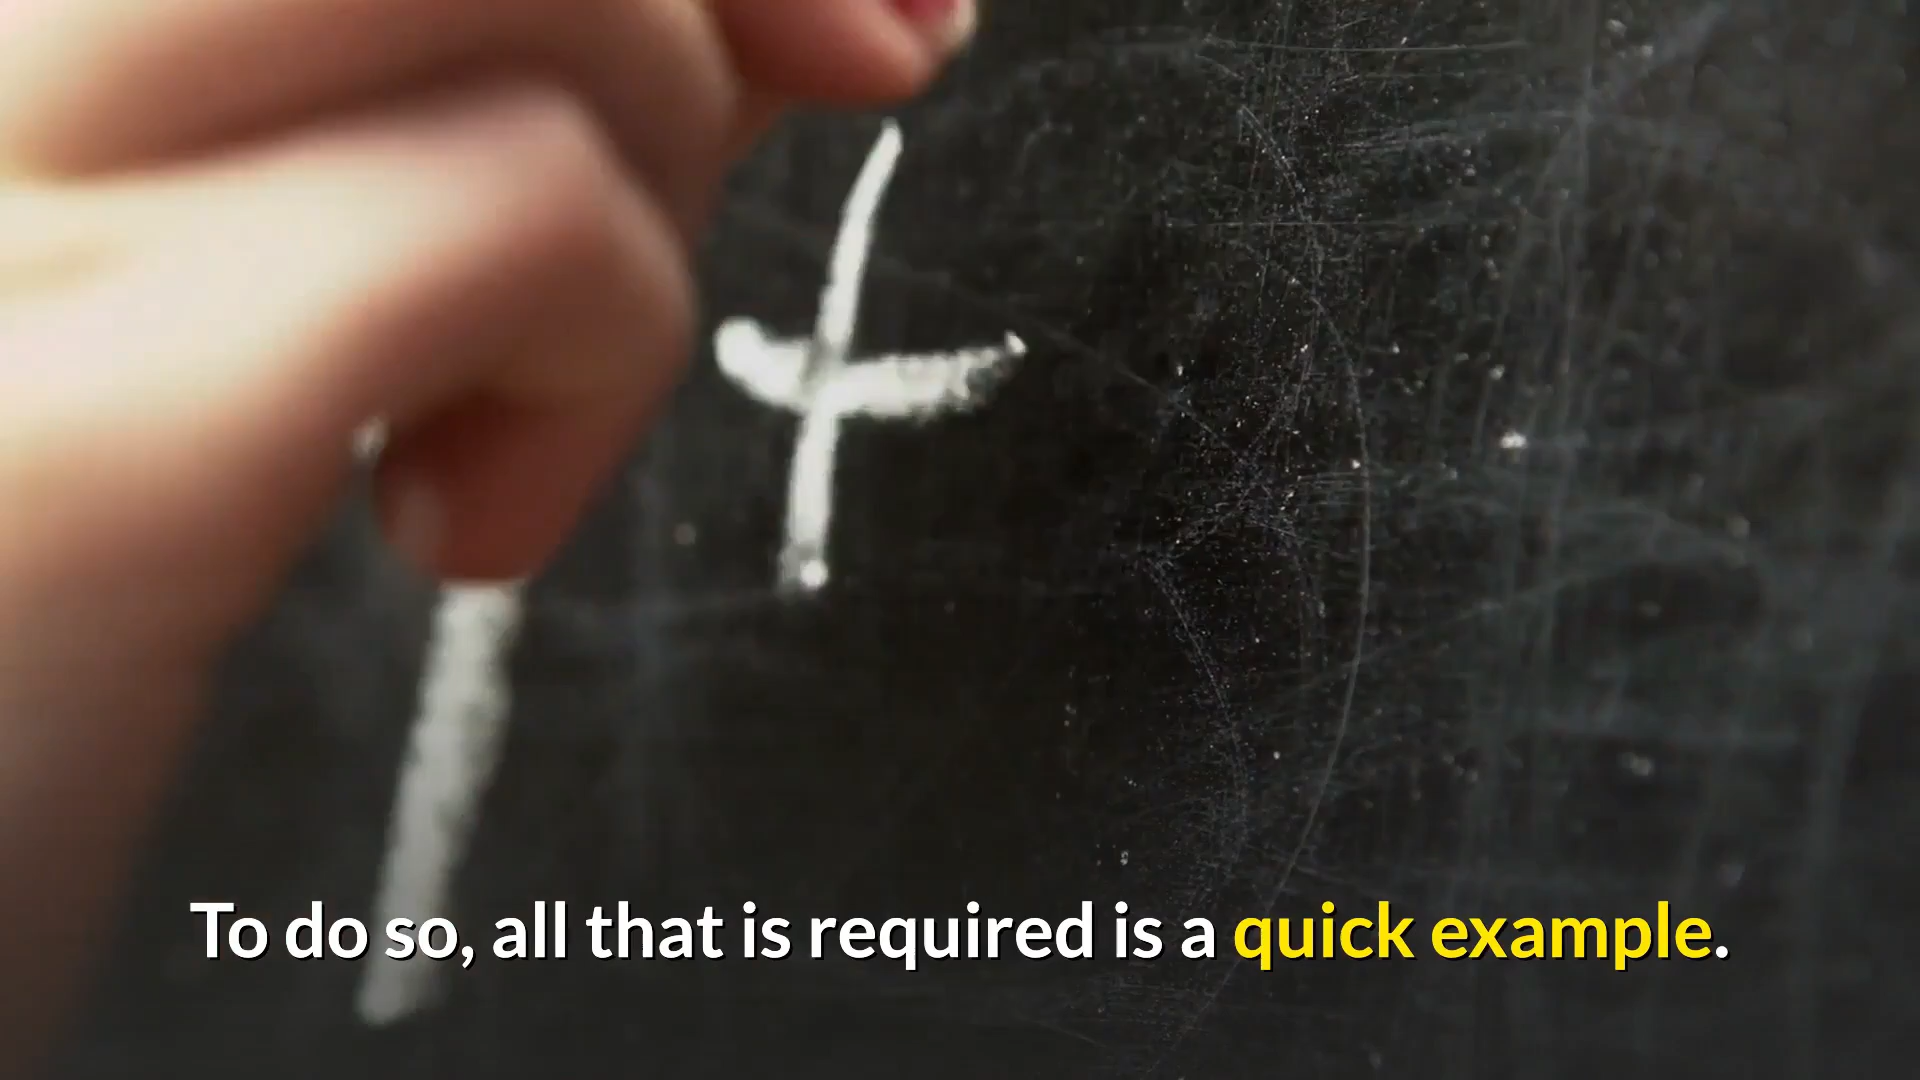 +
To do so, all that is required is a quick example.